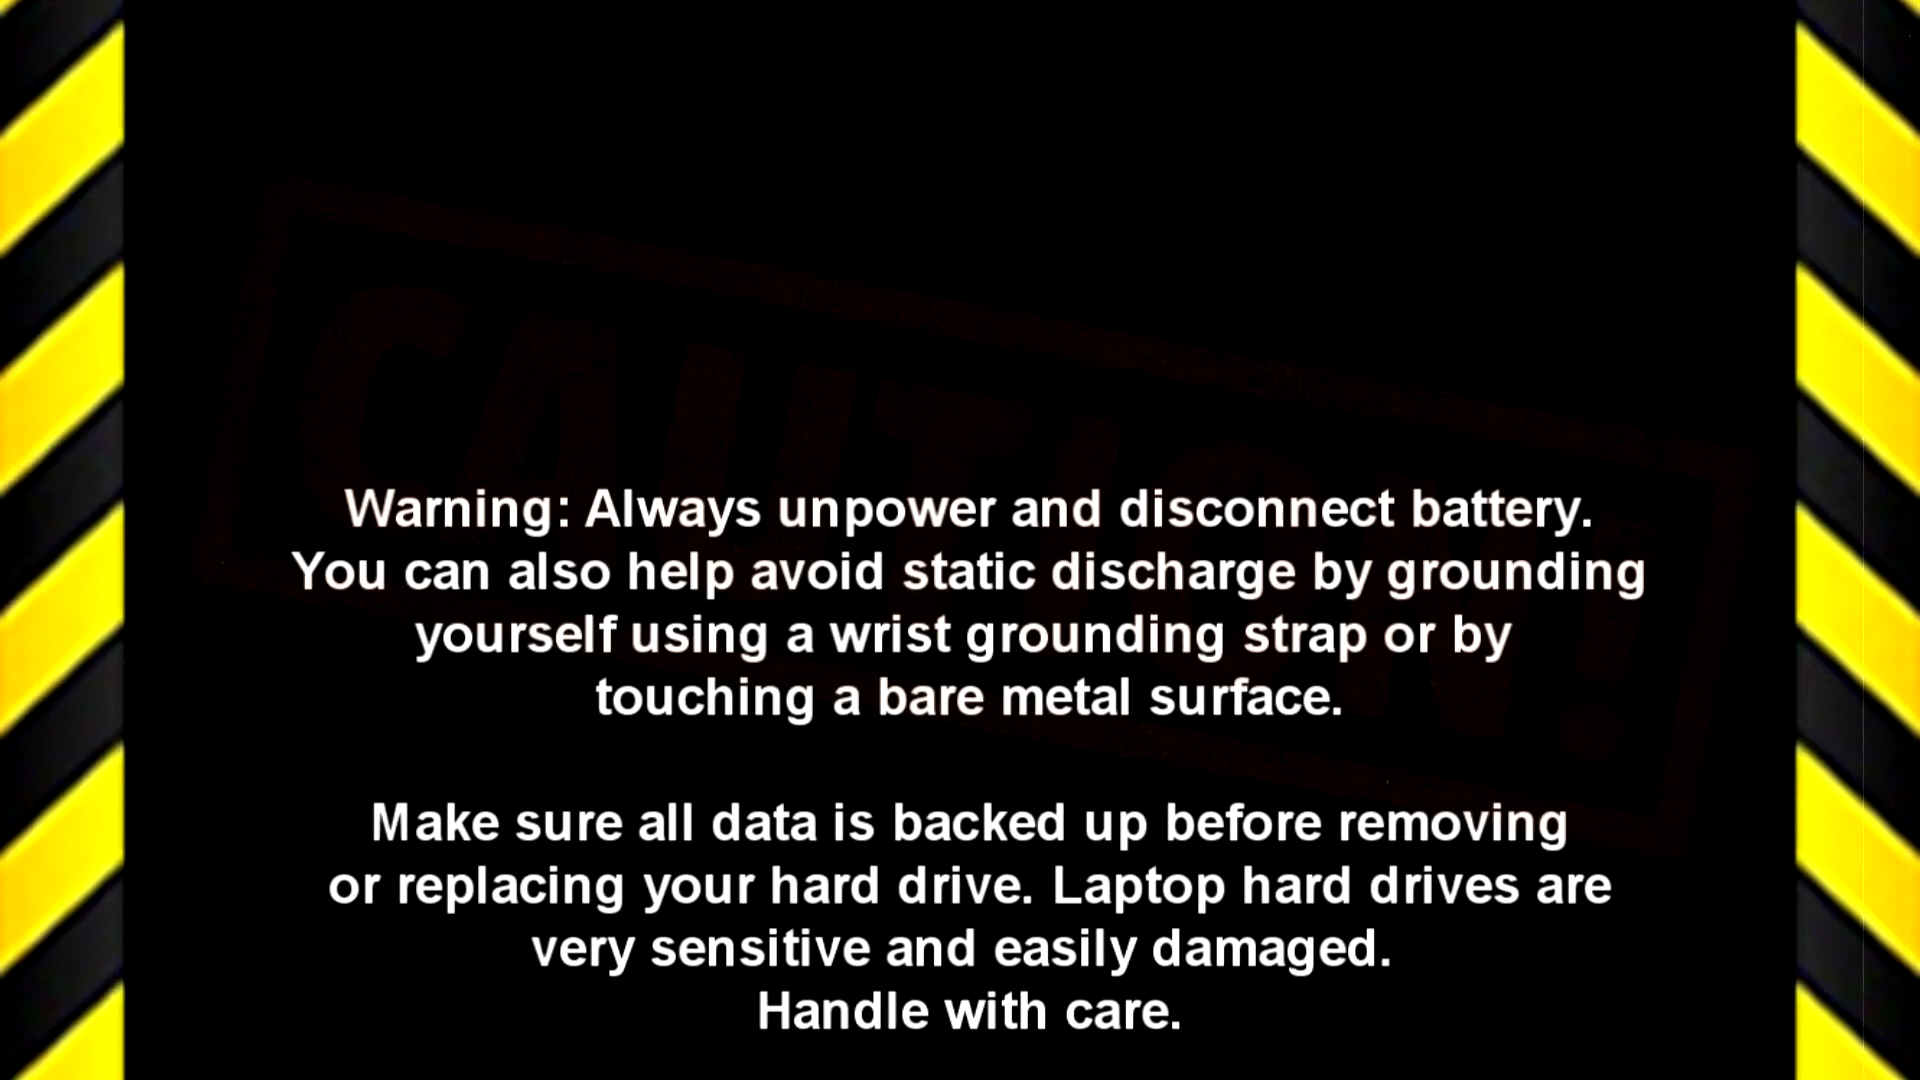 CAUTION!
Warning: Always unpower and disconnect battery.
You can also help avoid static discharge by grounding
yourself using a wrist grounding strap or by
touching a bare metal surface.
Make sure all data is backed up before removing
or replacing your hard drive. Laptop hard drives are
very sensitive and easily damaged.
Handle with care.